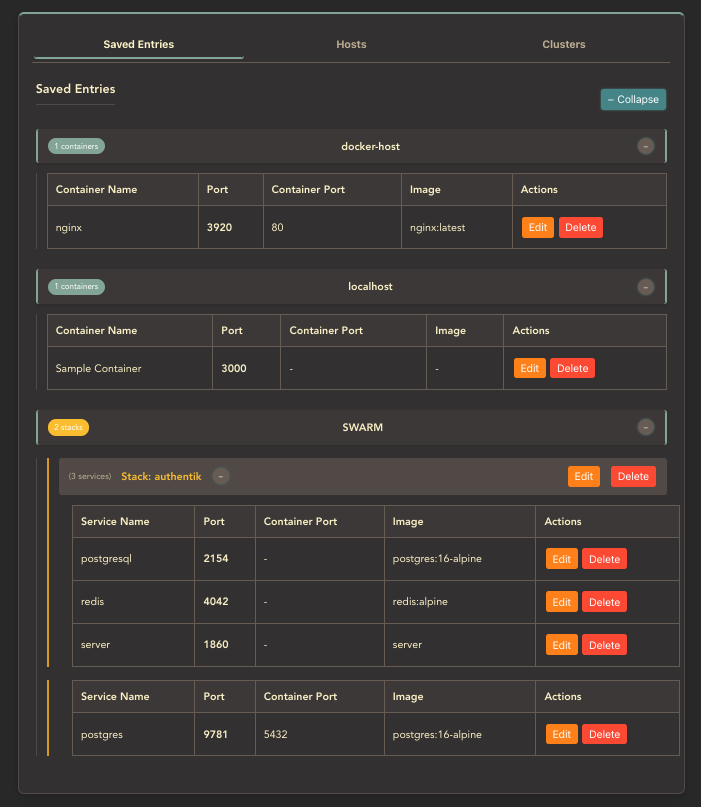 Saved Entries Hosts Clusters
Saved Entries
– Collapse
1 containers docker-host –
Container Name Port Container Port Image Actions
nginx 3920 80 nginx:latest Edit Delete
1 containers localhost –
Container Name Port Container Port Image Actions
Sample Container 3000 - - Edit Delete
2 stacks SWARM –
(3 services) Stack: authentik – Edit Delete
Service Name Port Container Port Image Actions
postgresql 2154 - postgres:16-alpine Edit Delete
redis 4042 - redis:alpine Edit Delete
server 1860 - server Edit Delete
Service Name Port Container Port Image Actions
postgres 9781 5432 postgres:16-alpine Edit Delete